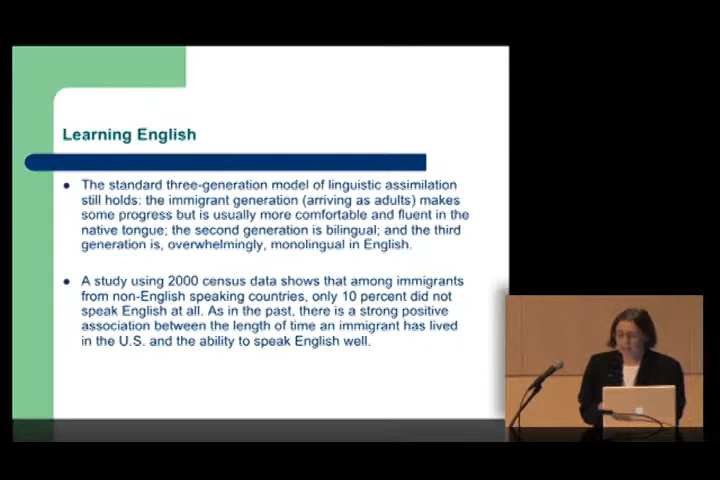 Learning English
The standard three-generation model of linguistic assimilation
still holds: the immigrant generation (arriving as adults) makes
some progress but is usually more comfortable and fluent in the
native tongue; the second generation is bilingual; and the third
generation is, overwhelmingly, monolingual in English.
A study using 2000 census data shows that among immigrants
from non-English speaking countries, only 10 percent did not
speak English at all. As in the past, there is a strong positive
association between the length of time an immigrant has lived
in the U.S. and the ability to speak English well.